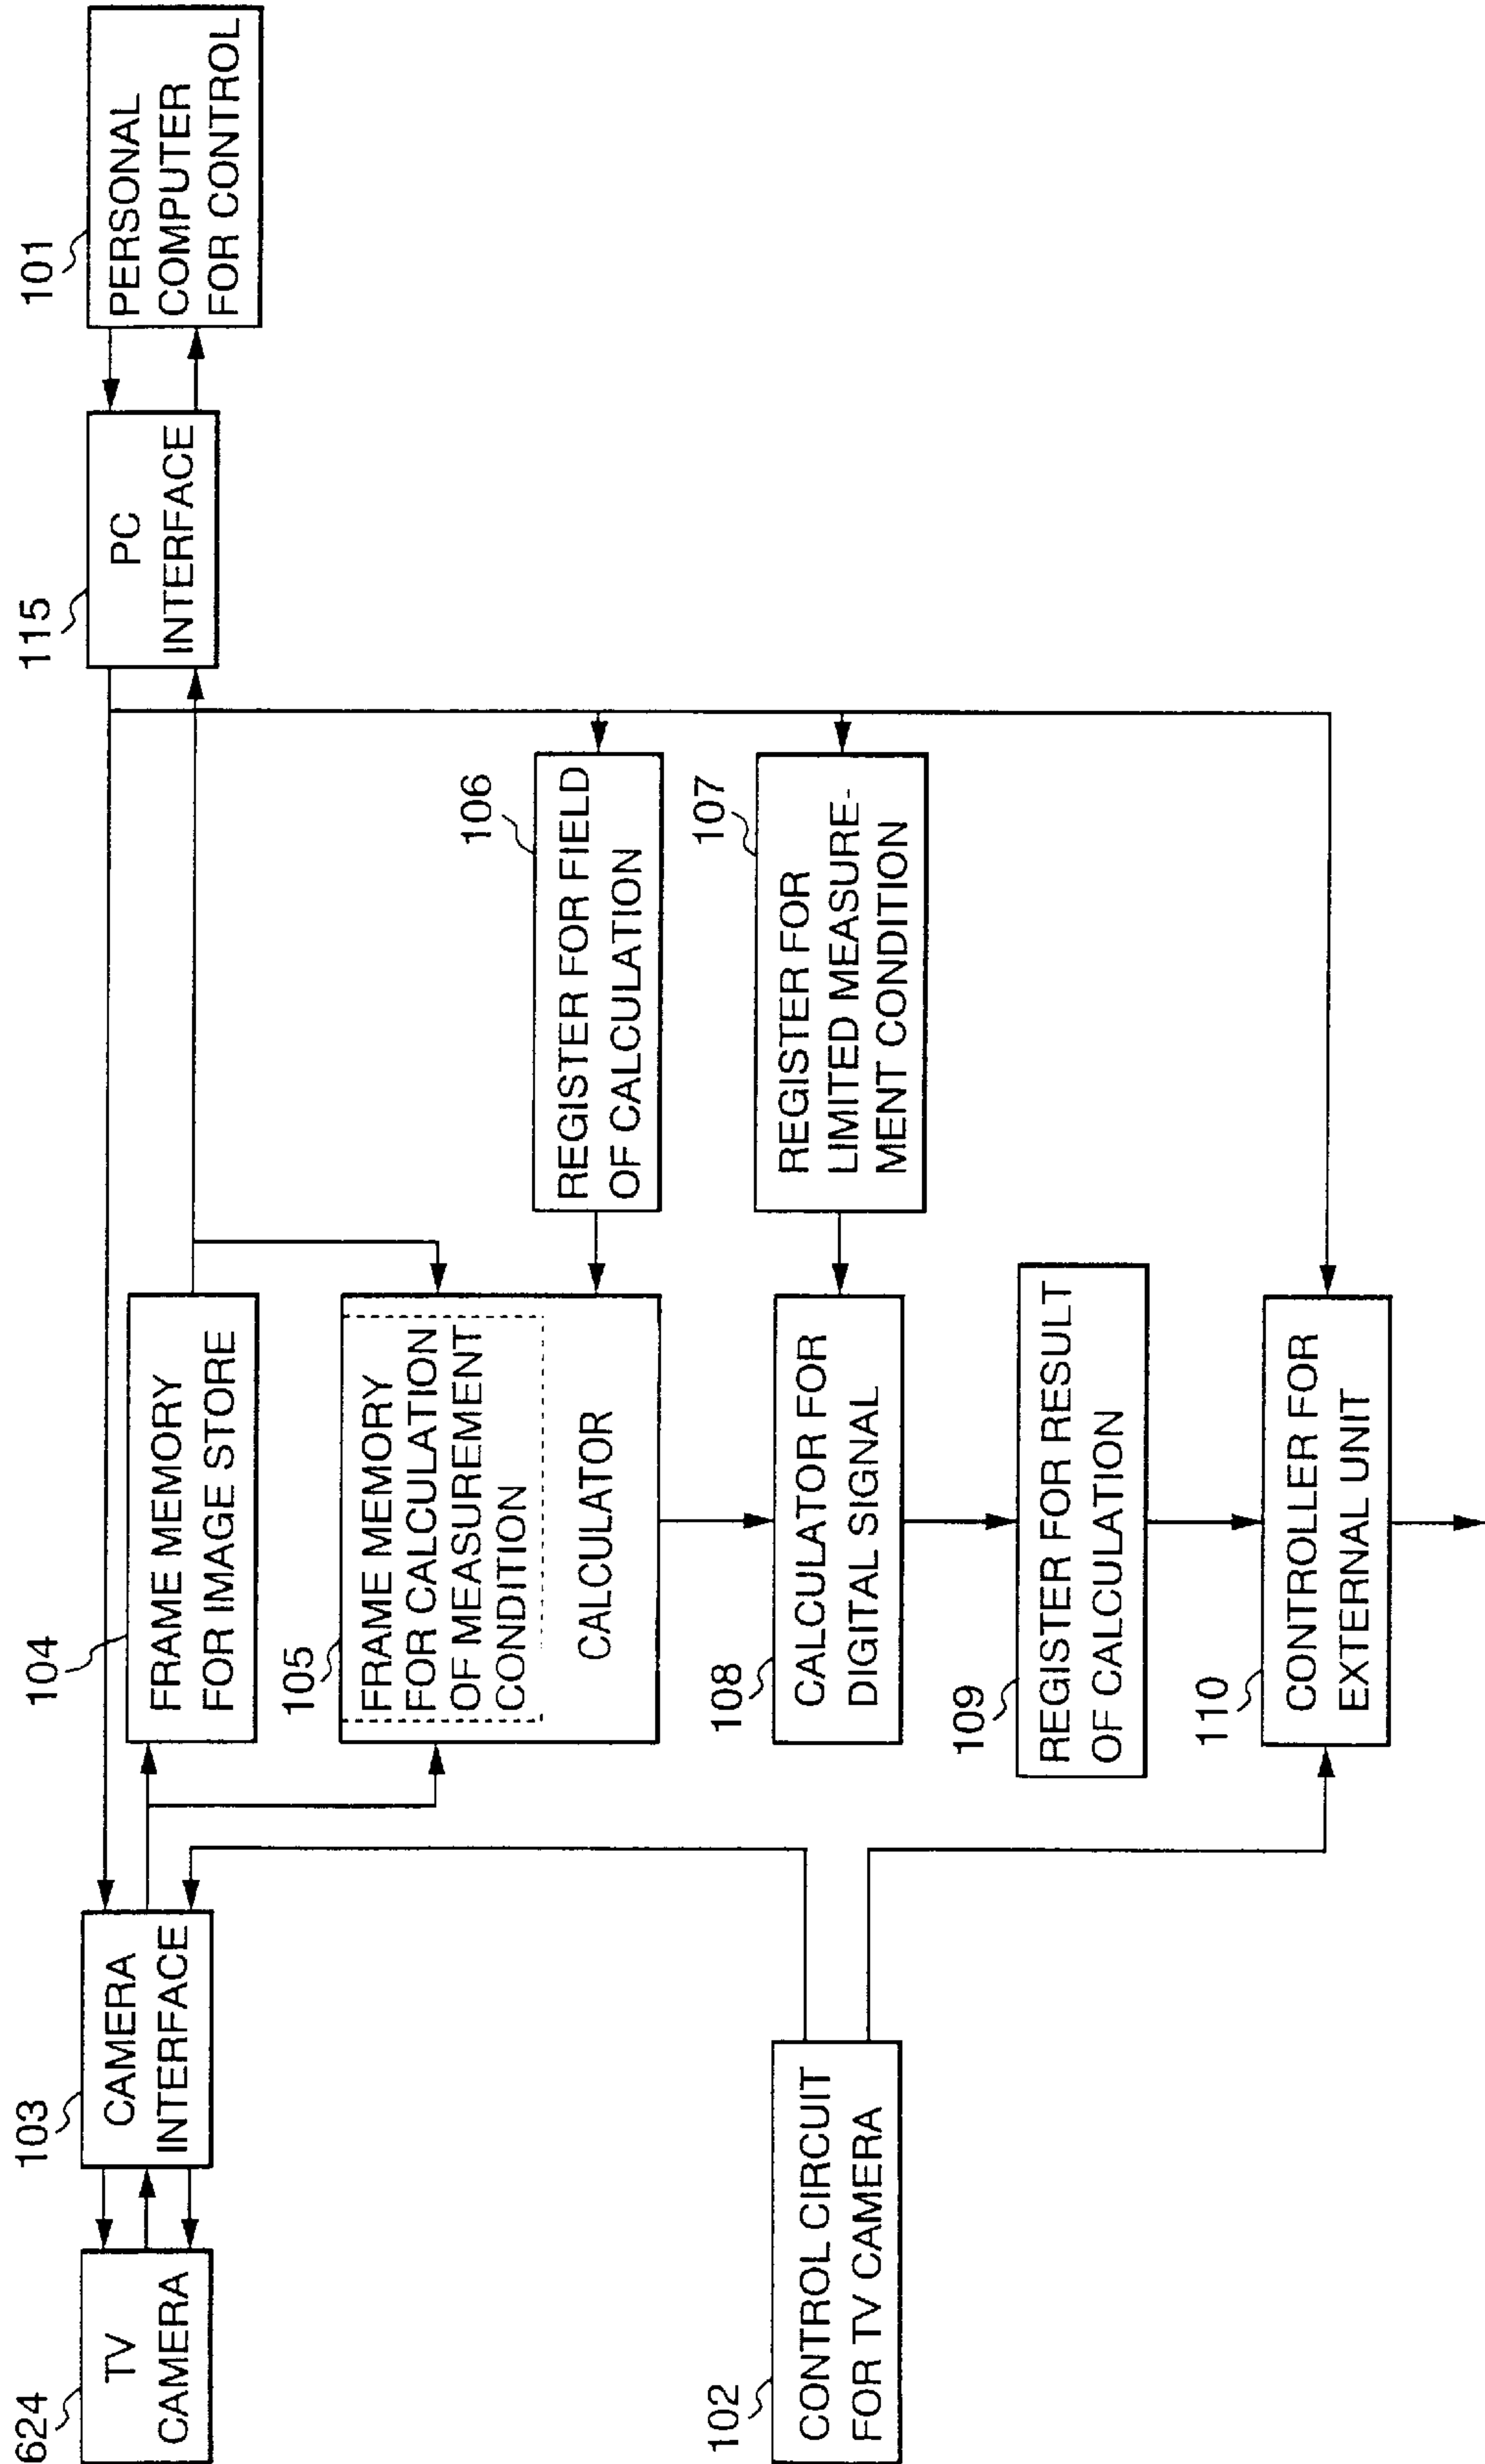 624
TV
CAMERA
103
CAMERA
INTERFACE
104
FRAME MEMORY
FOR IMAGE STORE
115
PC
INTERFACE
101
PERSONAL
COMPUTER
FOR CONTROL
105
FRAME MEMORY
FOR CALCULATION
OF MEASUREMENT
CONDITION
CALCULATOR
106
REGISTER FOR FIELD
OF CALCULATION
102
CONTROL CIRCUIT
FOR TV CAMERA
108
CALCULATOR FOR
DIGITAL SIGNAL
107
REGISTER FOR
LIMITED MEASURE-
MENT CONDITION
109
REGISTER FOR RESULT
OF CALCULATION
110
CONTROLLER FOR
EXTERNAL UNIT